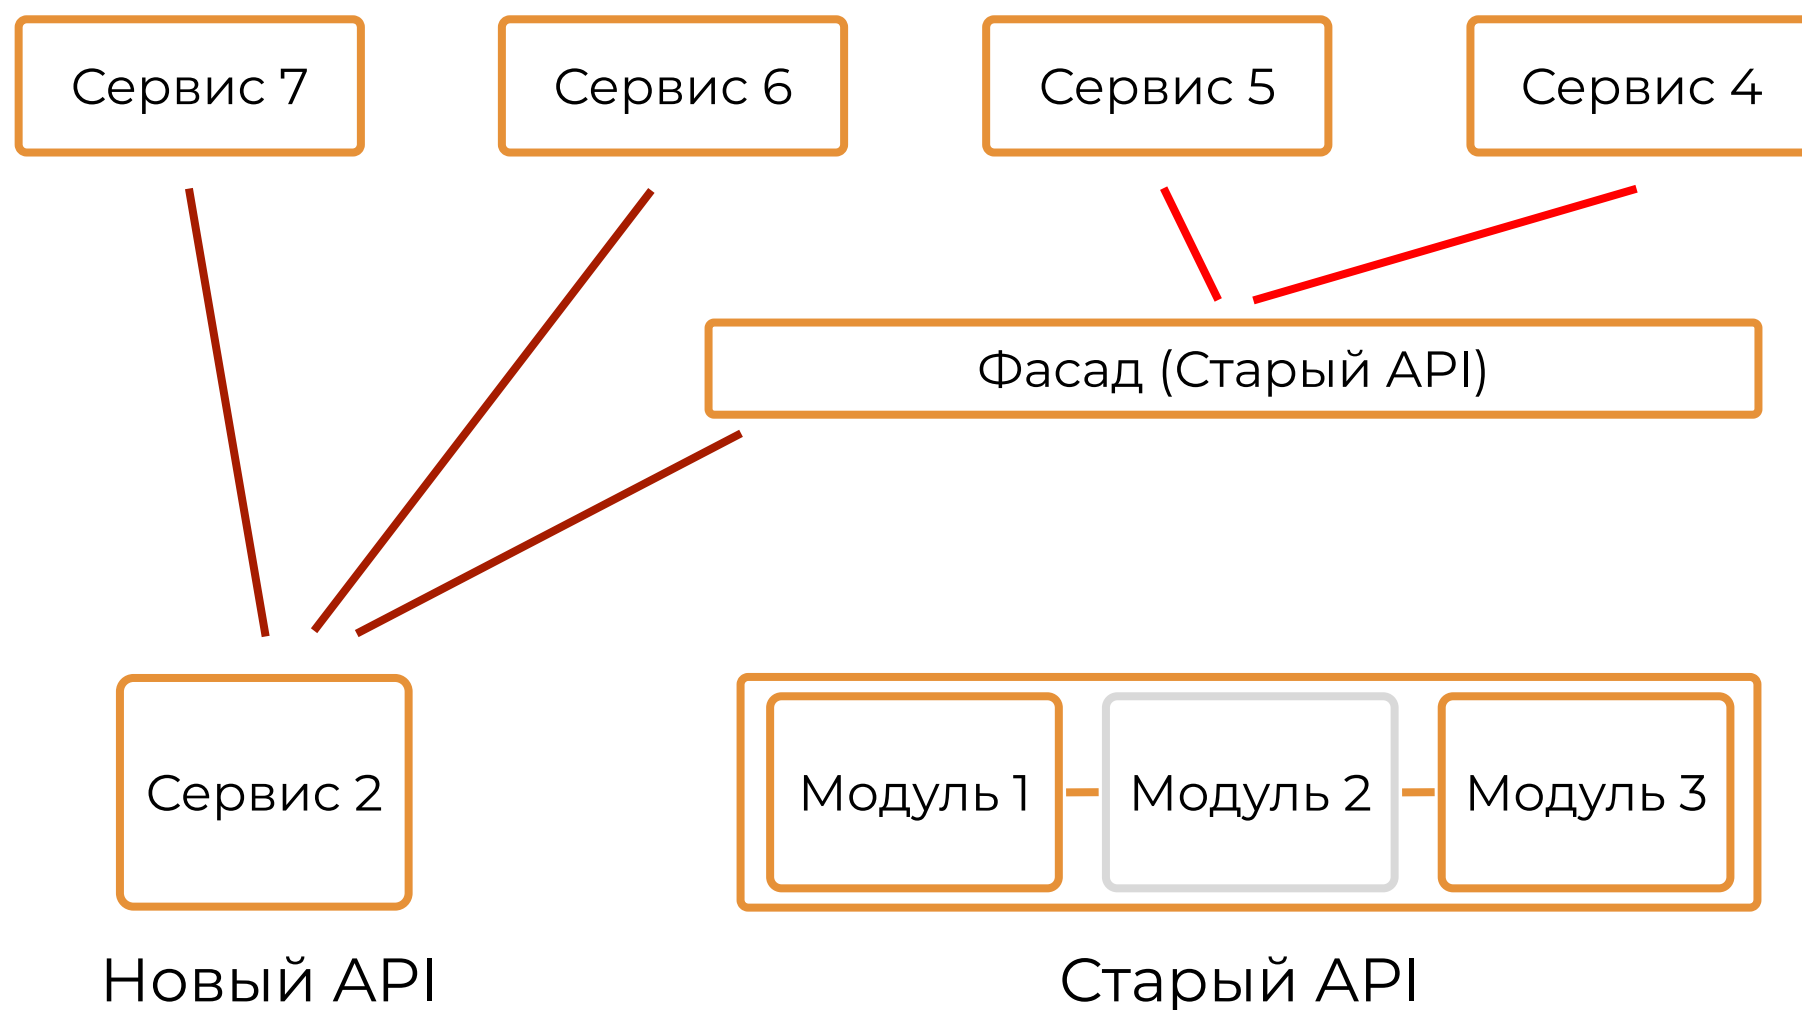 Сервис 7
Сервис 6
Сервис 5
Сервис 4
Фасад (Старый API)
Сервис 2
Модуль 1
Модуль 2
Модуль 3
Новый API
Старый API